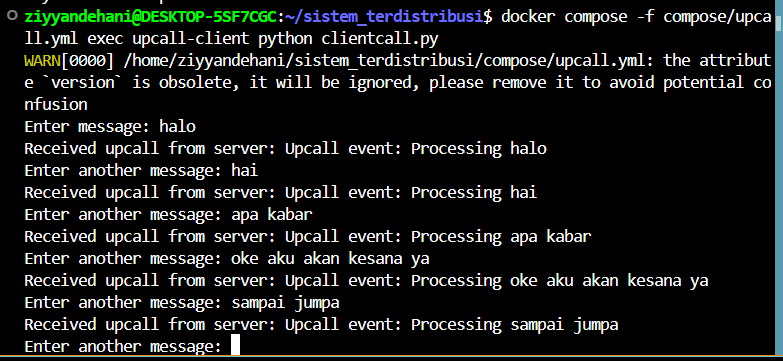 ziyyandehani@DESKTOP-5SF7CGC:~/sistem_terdistribusi$ docker compose -f compose/upca
ll.yml exec upcall-client python clientcall.py
WARN[0000] /home/ziyyandehani/sistem_terdistribusi/compose/upcall.yml: the attribut
e `version` is obsolete, it will be ignored, please remove it to avoid potential co
nfusion
Enter message: halo
Received upcall from server: Upcall event: Processing halo
Enter another message: hai
Received upcall from server: Upcall event: Processing hai
Enter another message: apa kabar
Received upcall from server: Upcall event: Processing apa kabar
Enter another message: oke aku akan kesana ya
Received upcall from server: Upcall event: Processing oke aku akan kesana ya
Enter another message: sampai jumpa
Received upcall from server: Upcall event: Processing sampai jumpa
Enter another message: